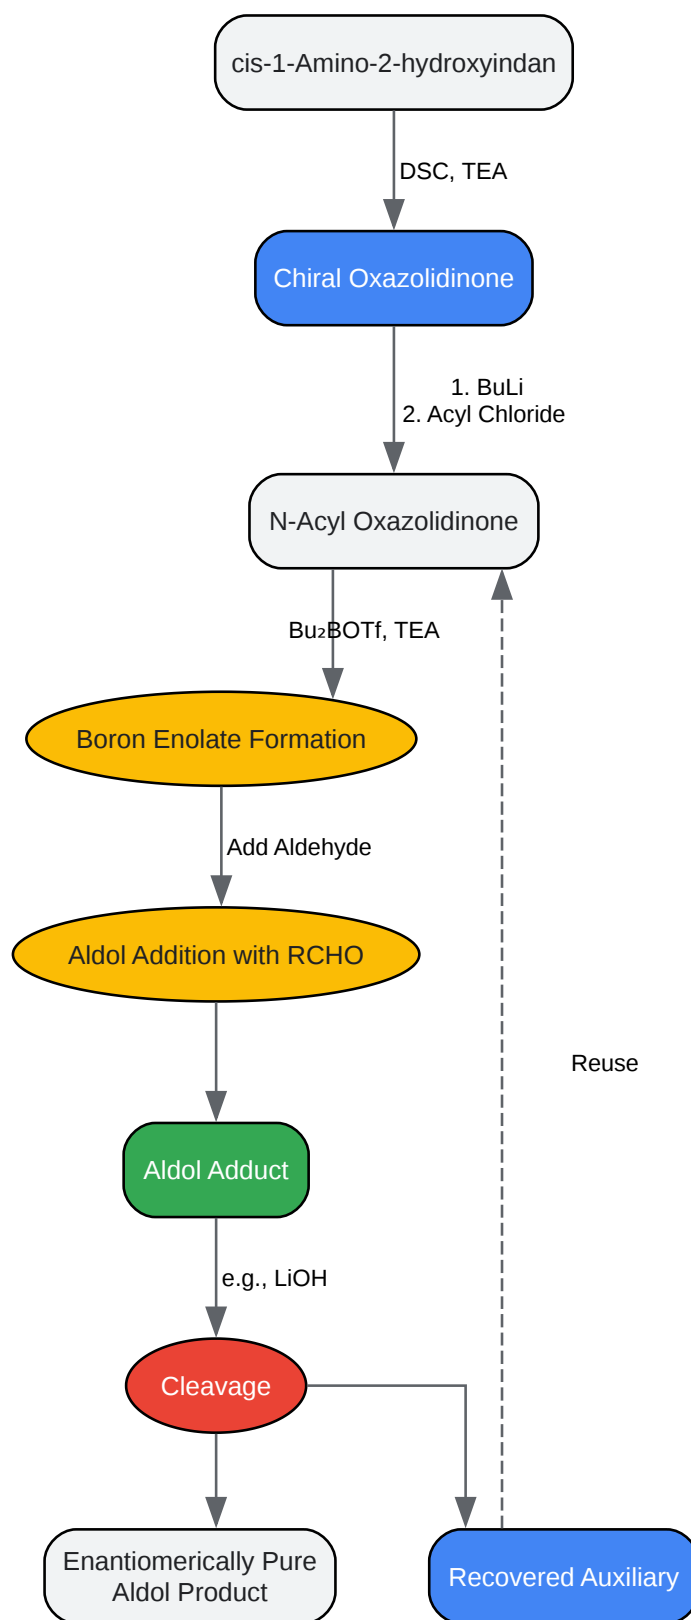 cis-1-Amino-2-hydroxyindan
DSC, TEA
Chiral Oxazolidinone
1. BuLi
2. Acyl Chloride
N-Acyl Oxazolidinone
Bu₂BOTf, TEA
Boron Enolate Formation
Add Aldehyde
Aldol Addition with RCHO
Reuse
Aldol Adduct
e.g., LiOH
Cleavage
Enantiomerically Pure
Aldol Product
Recovered Auxiliary